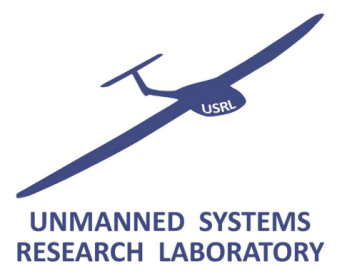 USRL
UNMANNED SYSTEMS
RESEARCH LABORATORY